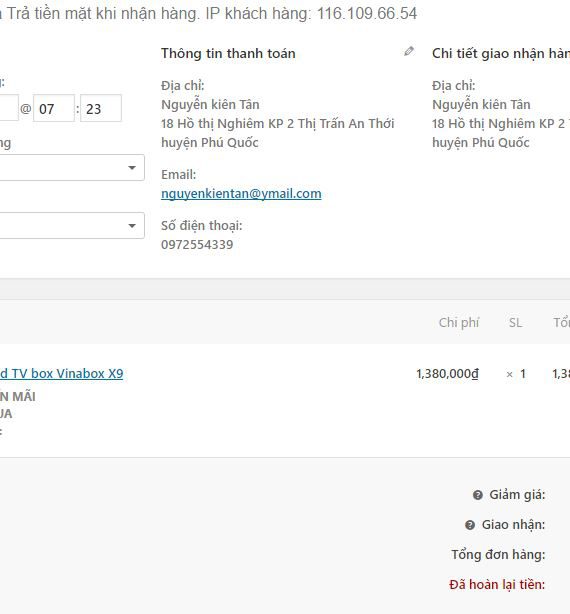 Trả tiền mặt khi nhận hàng. IP khách hàng: 116.109.66.54
Thông tin thanh toán
Chi tiết giao nhận hàn
@ 07 : 23
Địa chỉ:
Nguyễn kiên Tân
18 Hồ thị Nghiêm KP 2 Thị Trấn An Thới
huyện Phú Quốc
Email:
nguyenkientan@ymail.com
Số điện thoại:
0972554339
Địa chỉ:
Nguyễn kiên Tân
18 Hồ thị Nghiêm KP 2
huyện Phú Quốc
Chi phí SL
d TV box Vinabox X9 1,380,000₫ × 1 1,38
N MÃI
UA
Giảm giá:
Giao nhận:
Tổng đơn hàng:
Đã hoàn lại tiền: